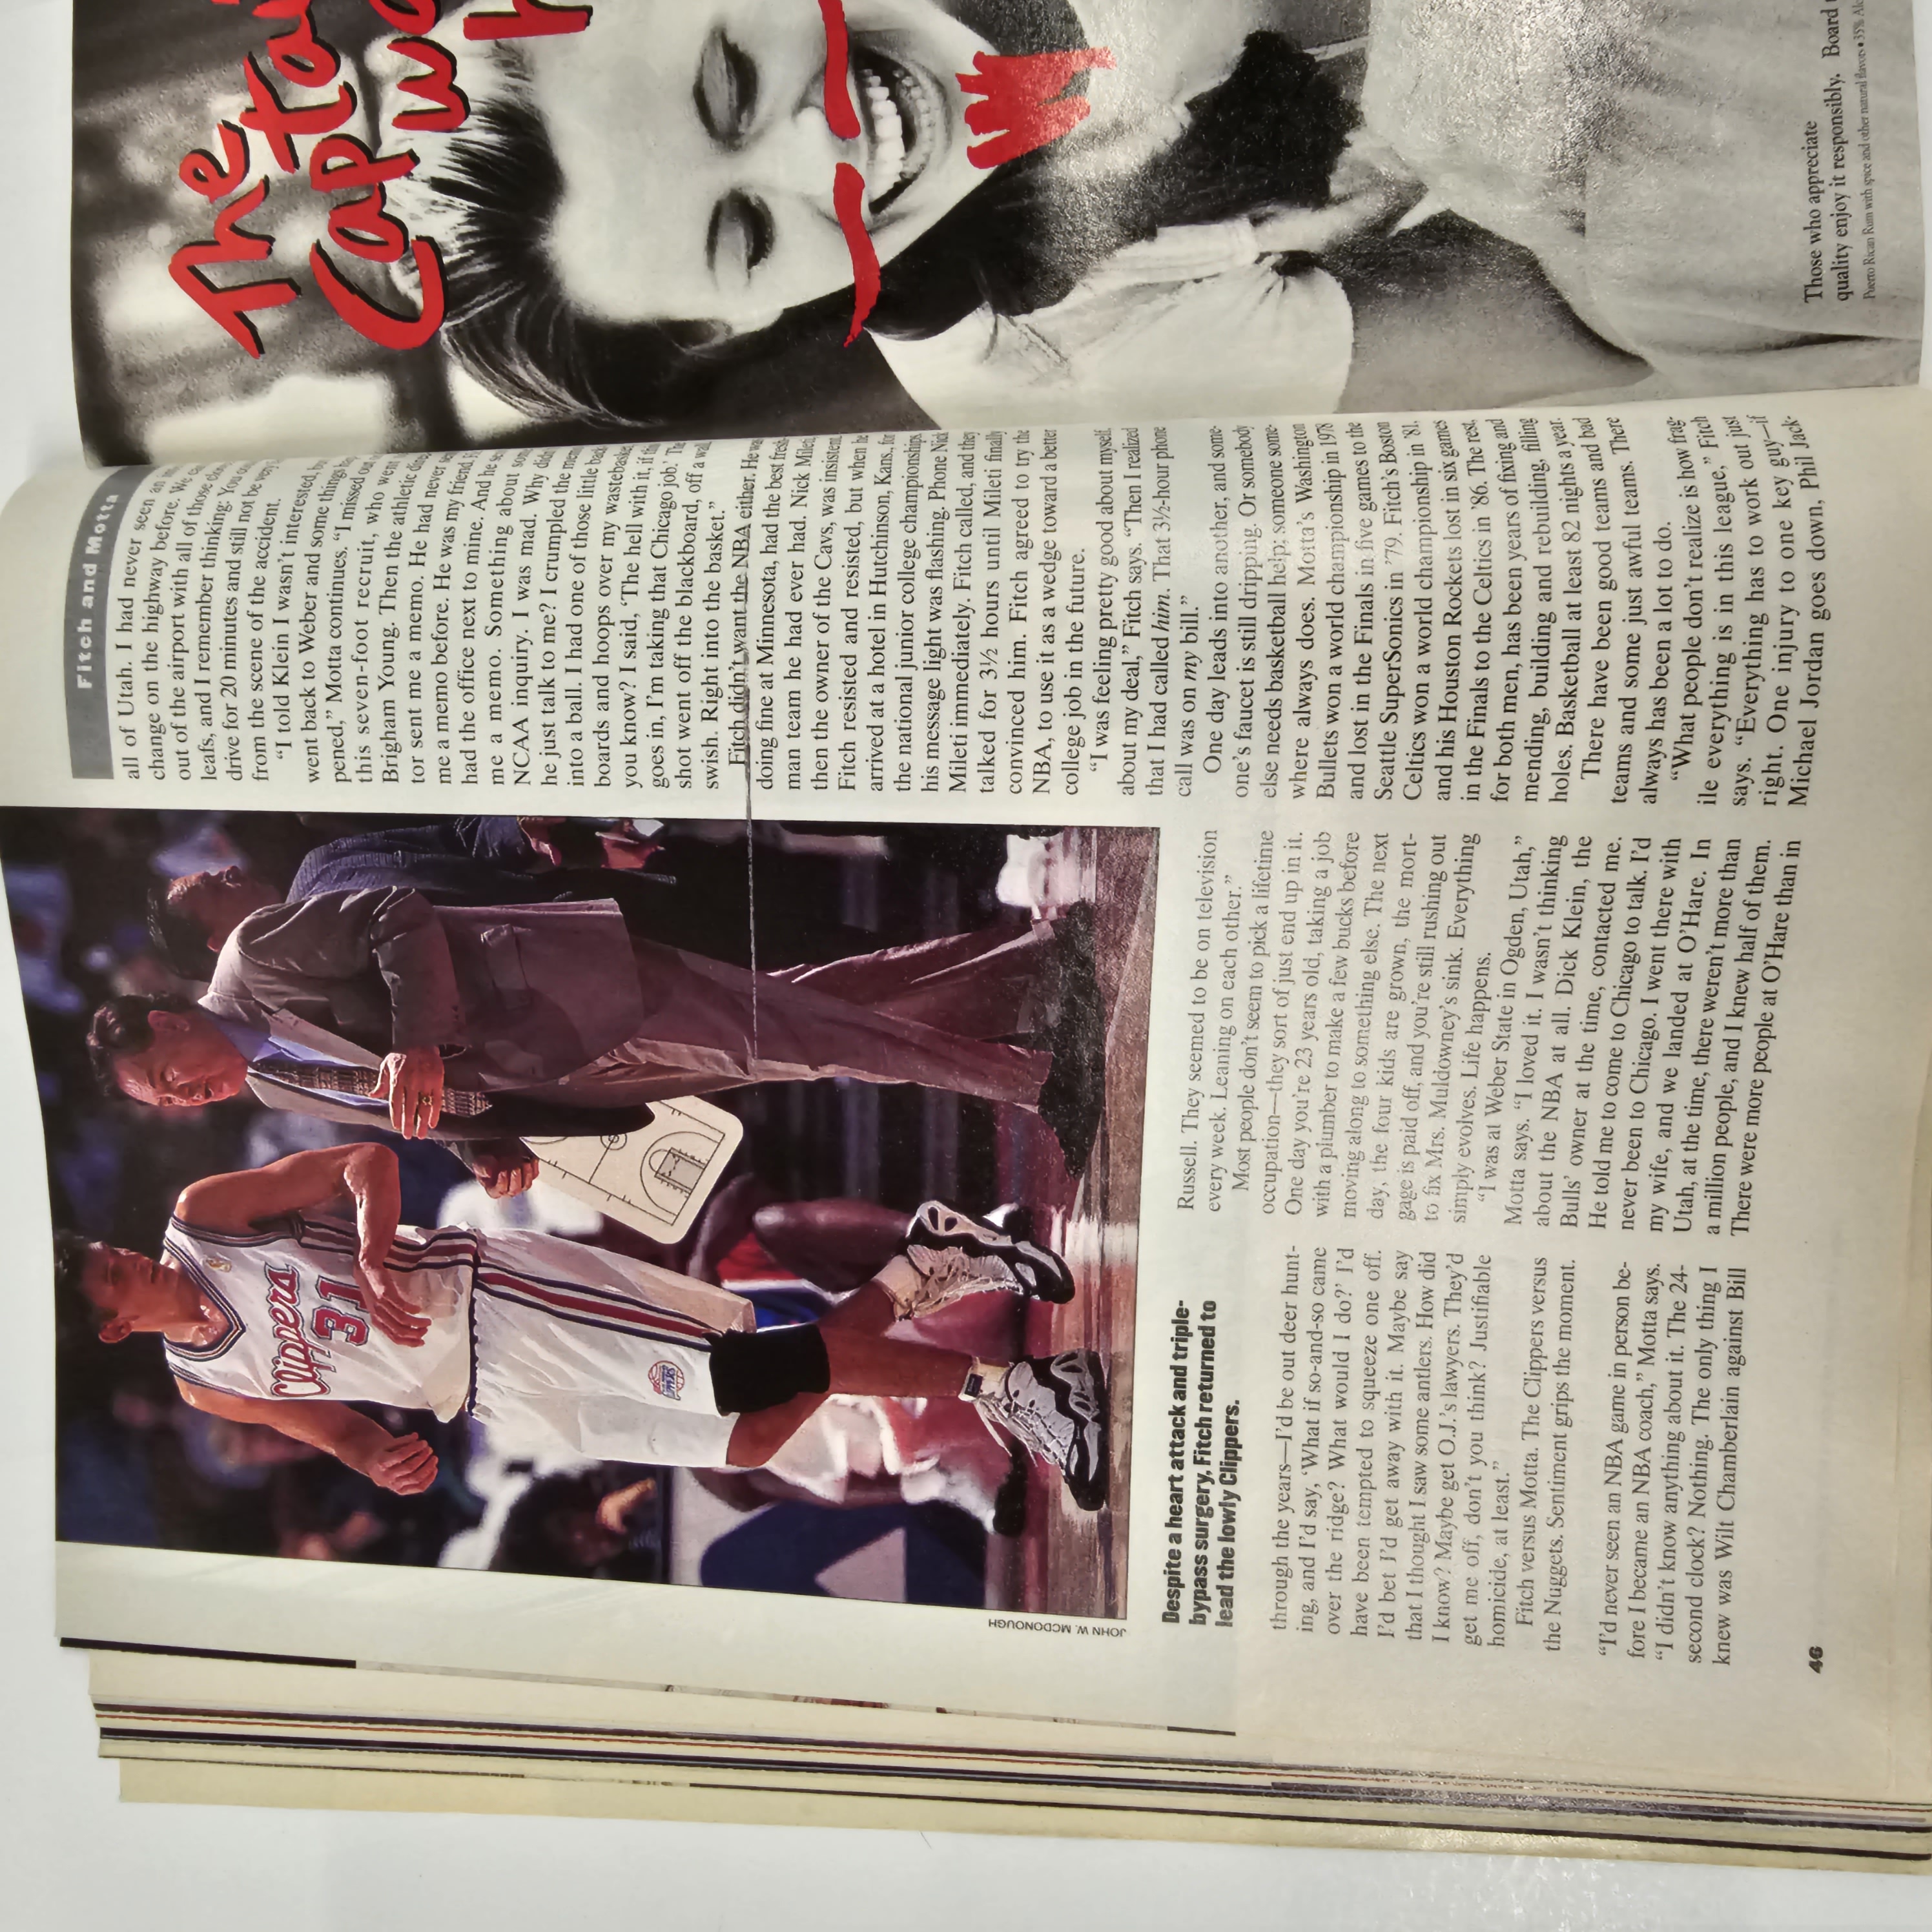 Clippers
31
CLIPPERS
JOHN W. MCDONOUGH
Despite a heart attack and triple-
bypass surgery, Fitch returned to
lead the lowly Clippers.
through the years—I'd be out deer hunt-
ing, and I'd say, 'What if so-and-so came
over the ridge? What would I do?' I'd
have been tempted to squeeze one off.
I'd bet I'd get away with it. Maybe say
that I thought I saw some antlers. How did
I know? Maybe get O.J.'s lawyers. They'd
get me off, don't you think? Justifiable
homicide, at least."
Fitch versus Motta. The Clippers versus
the Nuggets. Sentiment grips the moment.
"I'd never seen an NBA game in person be-
fore I became an NBA coach," Motta says.
"I didn't know anything about it. The 24-
second clock? Nothing. The only thing I
knew was Wilt Chamberlain against Bill
46
Russell. They seemed to be on television
every week. Leaning on each other."
Most people don't seem to pick a lifetime
occupation—they sort of just end up in it.
One day you're 23 years old, taking a job
with a plumber to make a few bucks before
moving along to something else. The next
day, the four kids are grown, the mort-
gage is paid off, and you're still rushing out
to fix Mrs. Muldowney's sink. Everything
simply evolves. Life happens.
"I was at Weber State in Ogden, Utah,"
Motta says. "I loved it. I wasn't thinking
about the NBA at all. Dick Klein, the
Bulls' owner at the time, contacted me.
He told me to come to Chicago to talk. I'd
never been to Chicago. I went there with
my wife, and we landed at O'Hare. In
Utah, at the time, there weren't more than
a million people, and I knew half of them.
There were more people at O'Hare than in
Fitch and Motta
all of Utah. I had never seen an
change on the highway before. We
out of the airport with all of those
leafs, and I remember thinking: You
drive for 20 minutes and still not be very
from the scene of the accident.
"I told Klein I wasn't interested,
went back to Weber and some things
pened," Motta continues. "I missed out
this seven-foot recruit, who went
Brigham Young. Then the athletic
tor sent me a memo. He had never
me a memo before. He was my friend.
had the office next to mine. And he
me a memo. Something about
NCAA inquiry. I was mad. Why
he just talk to me? I crumpled the
into a ball. I had one of those little
boards and hoops over my wastebasket,
you know? I said, 'The hell with it, if
goes in, I'm taking that Chicago job.'
shot went off the blackboard, off a wall,
swish. Right into the basket."
Fitch didn't want the NBA either. He was
doing fine at Minnesota, had the best fresh-
man team he had ever had. Nick Mileti,
then the owner of the Cavs, was insistent.
Fitch resisted and resisted, but when he
arrived at a hotel in Hutchinson, Kans., for
the national junior college championships,
his message light was flashing. Phone Nick
Mileti immediately. Fitch called, and they
talked for 3½ hours until Mileti finally
convinced him. Fitch agreed to try the
NBA, to use it as a wedge toward a better
college job in the future.
"I was feeling pretty good about myself,
about my deal," Fitch says. "Then I realized
that I had called him. That 3½-hour phone
call was on my bill."
One day leads into another, and some-
one's faucet is still dripping. Or somebody
else needs basketball help; someone some-
where always does. Motta's Washington
Bullets won a world championship in 1978
and lost in the Finals in five games to the
Seattle SuperSonics in '79. Fitch's Boston
Celtics won a world championship in '81,
and his Houston Rockets lost in six games
in the Finals to the Celtics in '86. The rest,
for both men, has been years of fixing and
mending, building and rebuilding, filling
holes. Basketball at least 82 nights a year.
There have been good teams and bad
teams and some just awful teams. There
always has been a lot to do.
"What people don't realize is how frag-
ile everything is in this league," Fitch
says. "Everything has to work out just
right. One injury to one key guy—if
Michael Jordan goes down, Phil Jack-
The
Captai
wa
h
Those who appreciate
quality enjoy it responsibly. Board
Puerto Rican Rum with spice and other natural flavors • 35% Alc